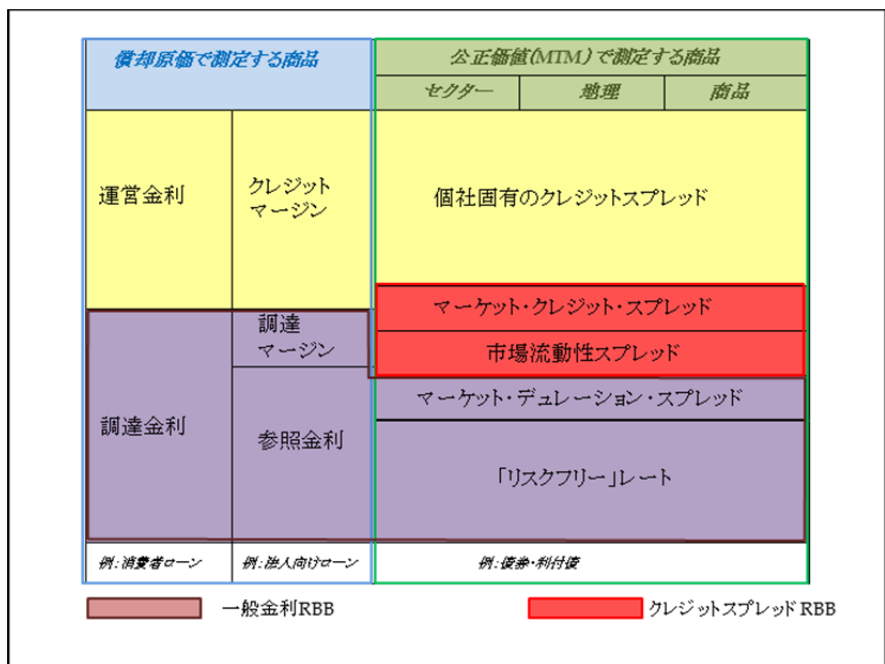 償却原価で測定する商品
公正価値(MTM)で測定する商品
セクター
地理
商品
運営金利
クレジット
マージン
個社固有のクレジットスプレッド
マーケット・クレジット・スプレッド
調達
マージン
市場流動性スプレッド
マーケット・デュレーション・スプレッド
調達金利
参照金利
「リスクフリー」レート
例:消費者ローン
例:法人向けローン
例:債券・利付債
一般金利RBB
クレジットスプレッド RBB